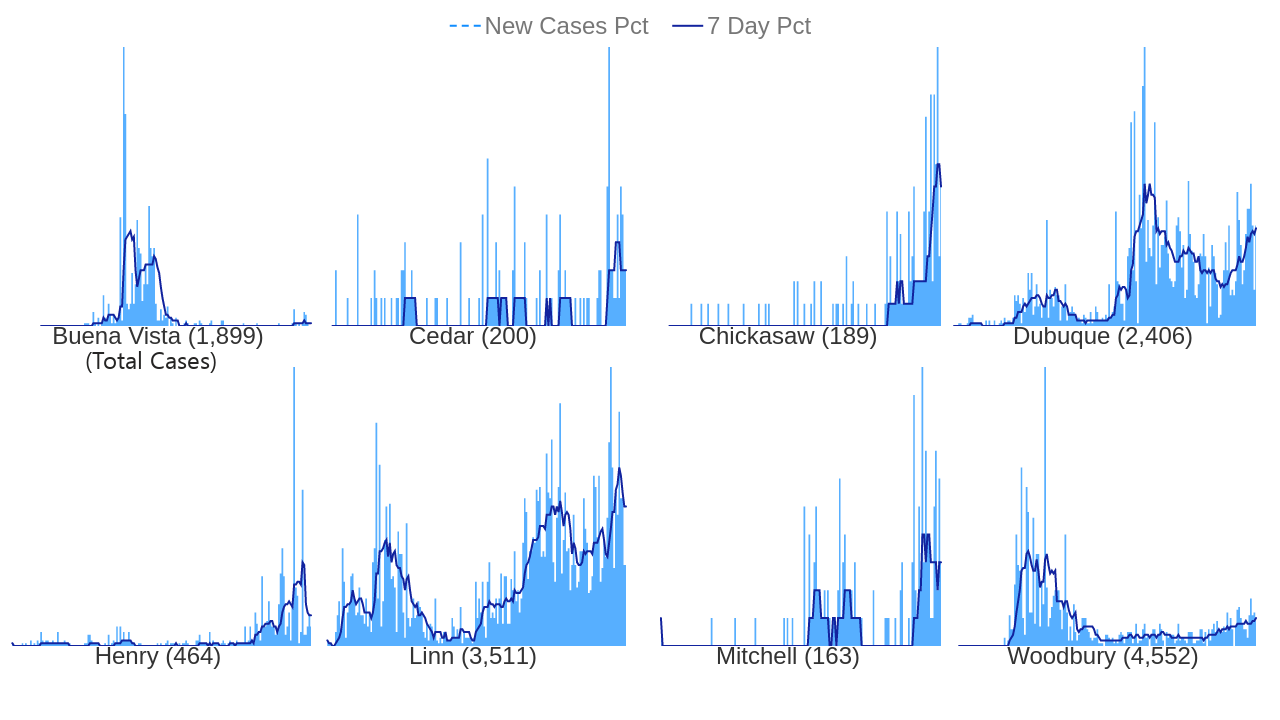 New Cases Pct 7 Day Pct
Buena Vista (1,899)
(Total Cases)
Cedar (200)
Chickasaw (189)
Dubuque (2,406)
Henry (464)
Linn (3,511)
Mitchell (163)
Woodbury (4,552)